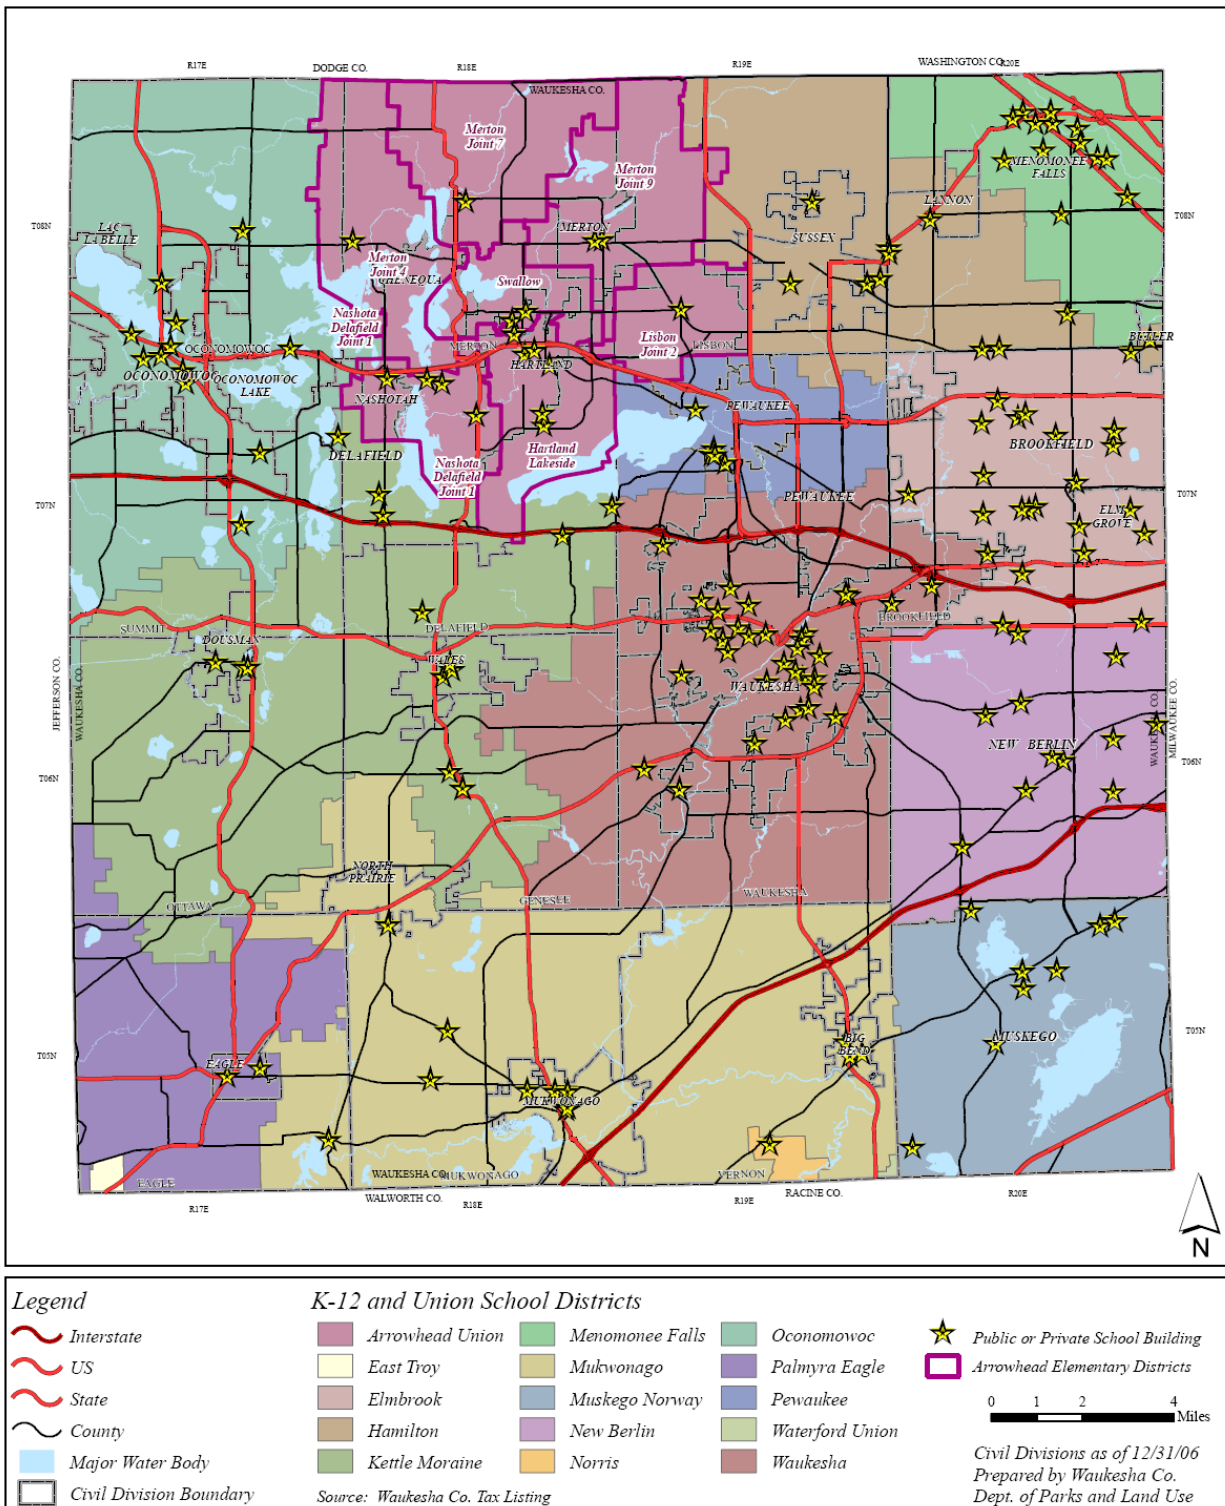 R17E
DODGE CO.
R18E
R19E
WASHINGTON CO.
R20E
WAUKESHA CO.
Merton
Joint 7
Merton
Joint 9
MENOMONEE
FALLS
T08N
LAC
LA BELLE
MERTON
SUSSEX
LANNON
T08N
Merton
Joint 4
CHENEQUA
Swallow
Nashota
Delafield
Joint 1
OCONOMOWOC
MERTON
Lisbon
Joint 2
LISBON
BUTLER
OCONOMOWOC
OCONOMOWOC
LAKE
HARTLAND
NASHOTAH
PEWAUKEE
DELAFIELD
Hartland
Lakeside
BROOKFIELD
Nashota
Delafield
Joint 1
PEWAUKEE
T07N
T07N
ELM
GROVE
SUMMIT
DELAFIELD
BROOKFIELD
DOUSMAN
WALES
WAUKESHA
JEFFERSON CO.
WAUKESHA CO.
WAUKESHA CO.
MILWAUKEE CO.
NEW BERLIN
T06N
T06N
NORTH
PRAIRIE
OTTAWA
GENESEE
WAUKESHA
T05N
EAGLE
BIG
BEND
MUSKEGO
T05N
MUKWONAGO
EAGLE
WAUKESHA CO.
MUKWONAGO
VERNON
WALWORTH CO.
RACINE CO.
R17E
R18E
R19E
R20E
N
Legend
K-12 and Union School Districts
Interstate
Arrowhead Union
Menomonee Falls
Oconomowoc
Public or Private School Building
US
East Troy
Mukwonago
Palmyra Eagle
Arrowhead Elementary Districts
State
Elmbrook
Muskego Norway
Pewaukee
0 1 2 4
Miles
County
Hamilton
New Berlin
Waterford Union
Major Water Body
Kettle Moraine
Norris
Waukesha
Civil Division Boundary
Source: Waukesha Co. Tax Listing
Civil Divisions as of 12/31/06
Prepared by Waukesha Co.
Dept. of Parks and Land Use